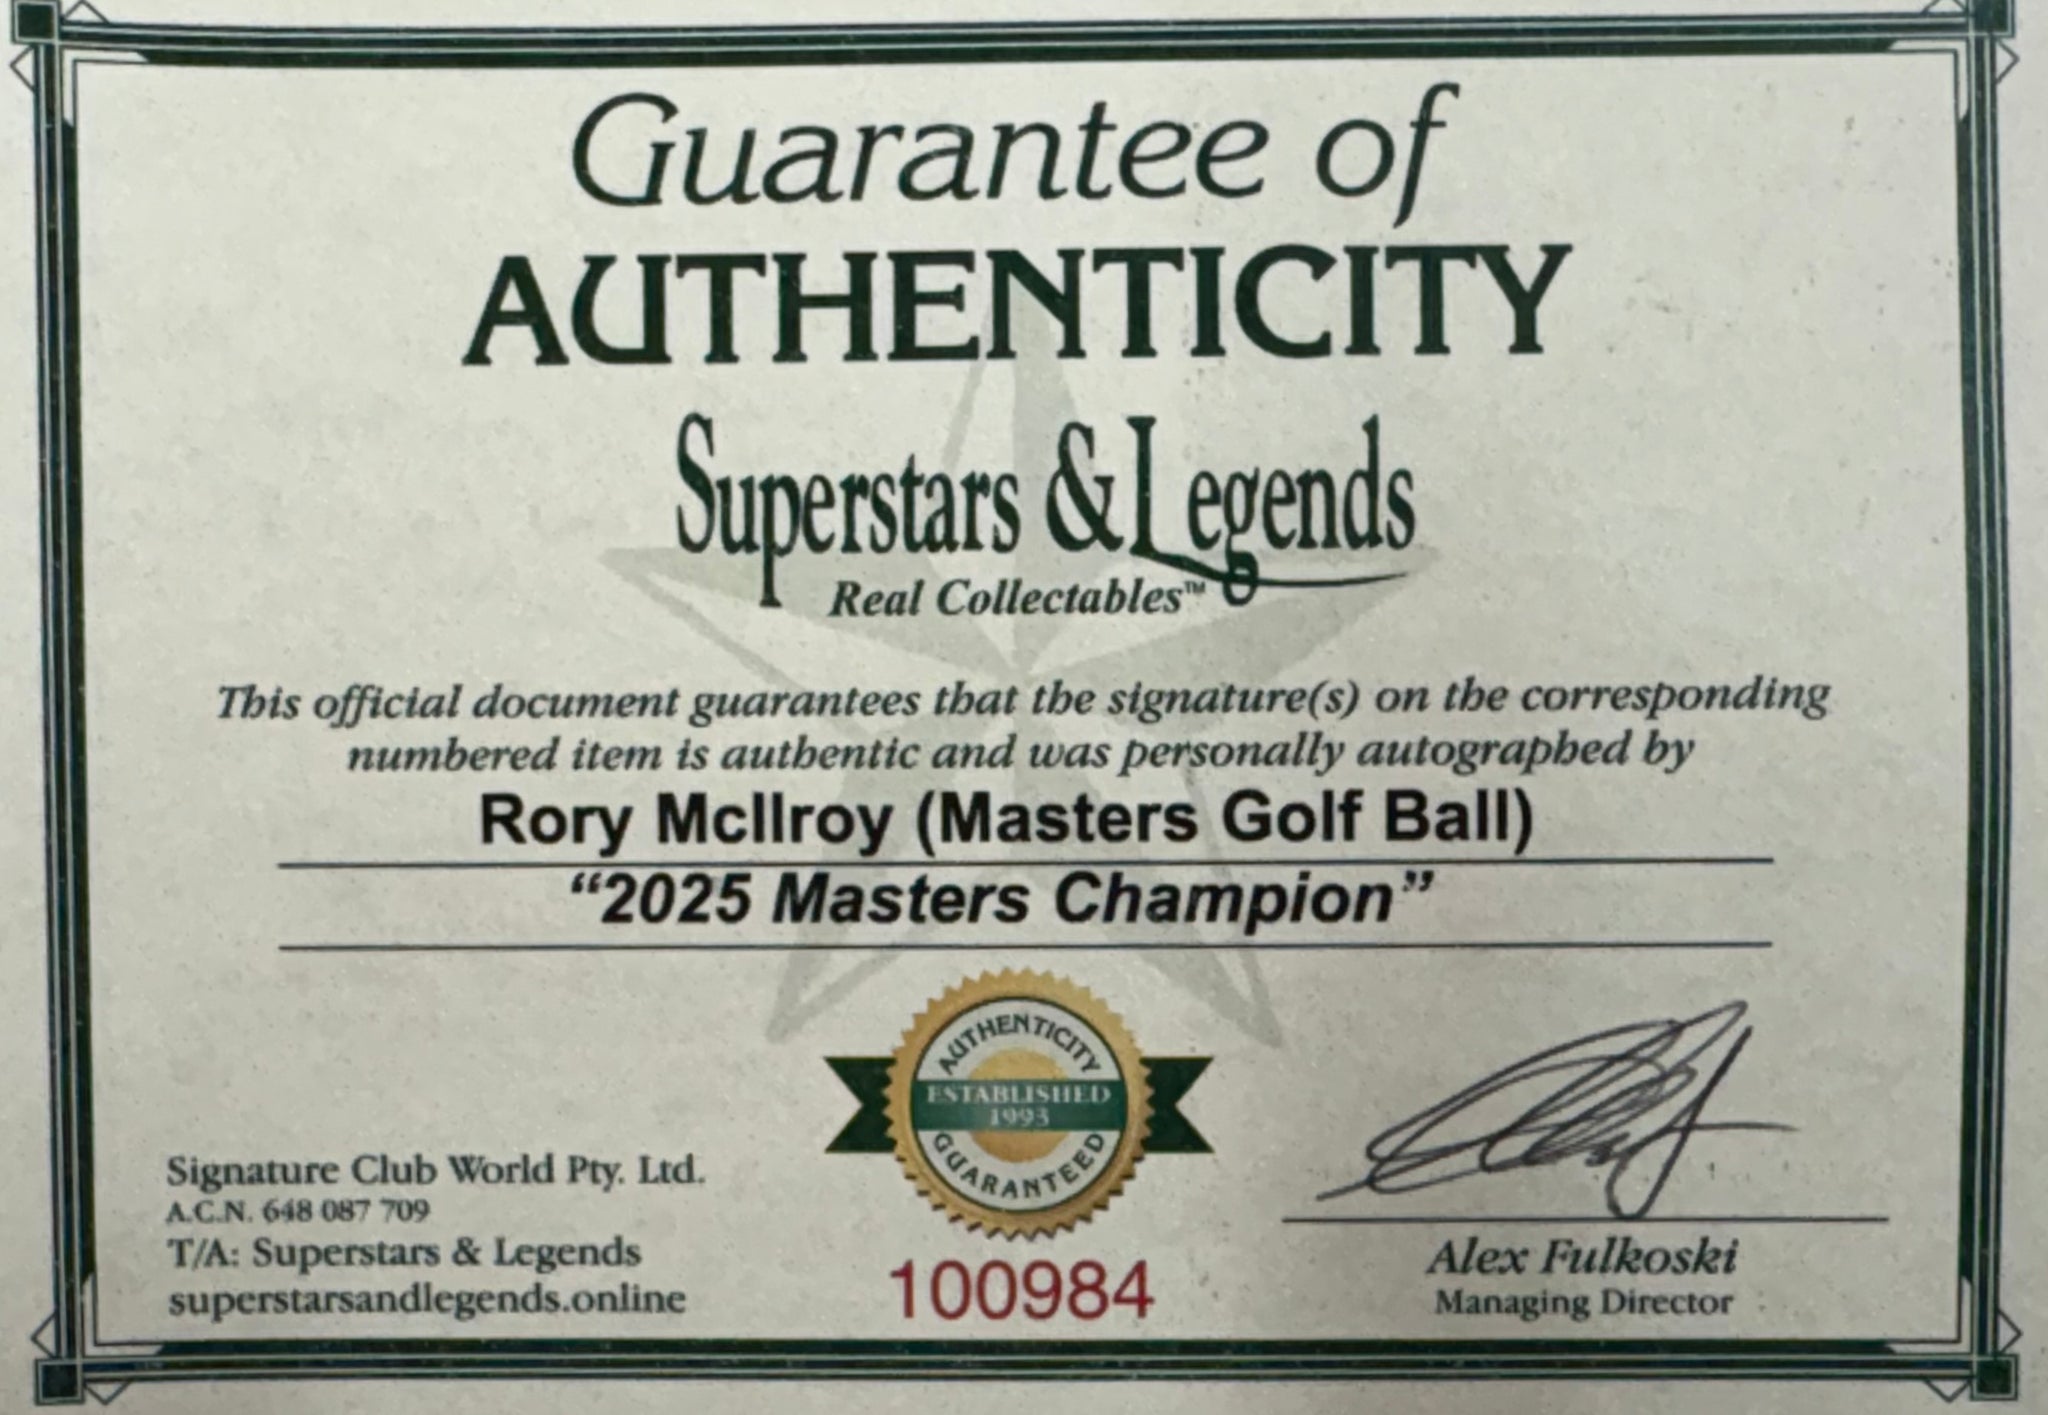 Guarantee of
AUTHENTICITY
Superstars & Legends
Real Collectables™
This official document guarantees that the signature(s) on the corresponding
numbered item is authentic and was personally autographed by
Rory McIlroy (Masters Golf Ball)
“2025 Masters Champion”
AUTHENTICITY
ESTABLISHED
1993
GUARANTEED
Signature Club World Pty. Ltd.
A.C.N. 648 087 709
T/A: Superstars & Legends
superstarsandlegends.online
100984
Alex Fulkoski
Managing Director